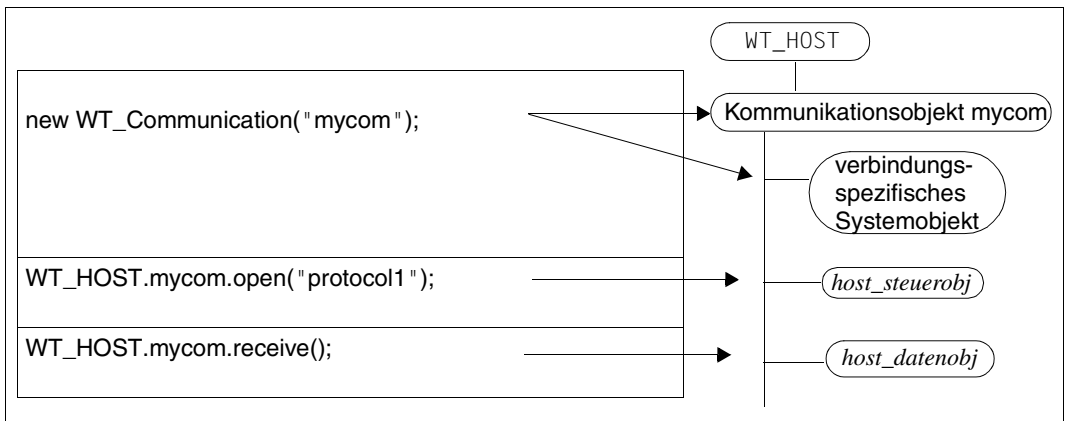 WT_HOST
new WT_Communication("mycom");
Kommunikationsobjekt mycom
verbindungs-
spezifisches
Systemobjekt
WT_HOST.mycom.open("protocol1");
host_steuerobj
WT_HOST.mycom.receive();
host_datenobj